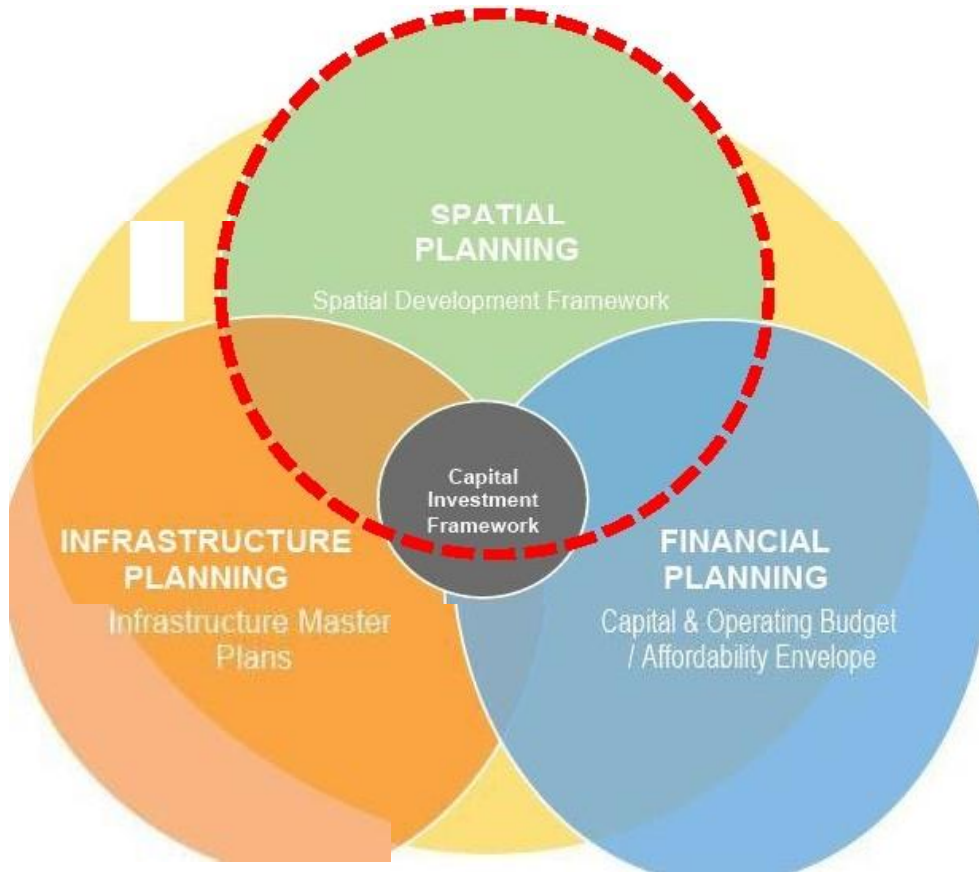 SPATIAL
PLANNING
Spatial Development Framework
Capital
Investment
Framework
INFRASTRUCTURE
PLANNING
Infrastructure Master
Plans
FINANCIAL
PLANNING
Capital & Operating Budget
/ Affordability Envelope